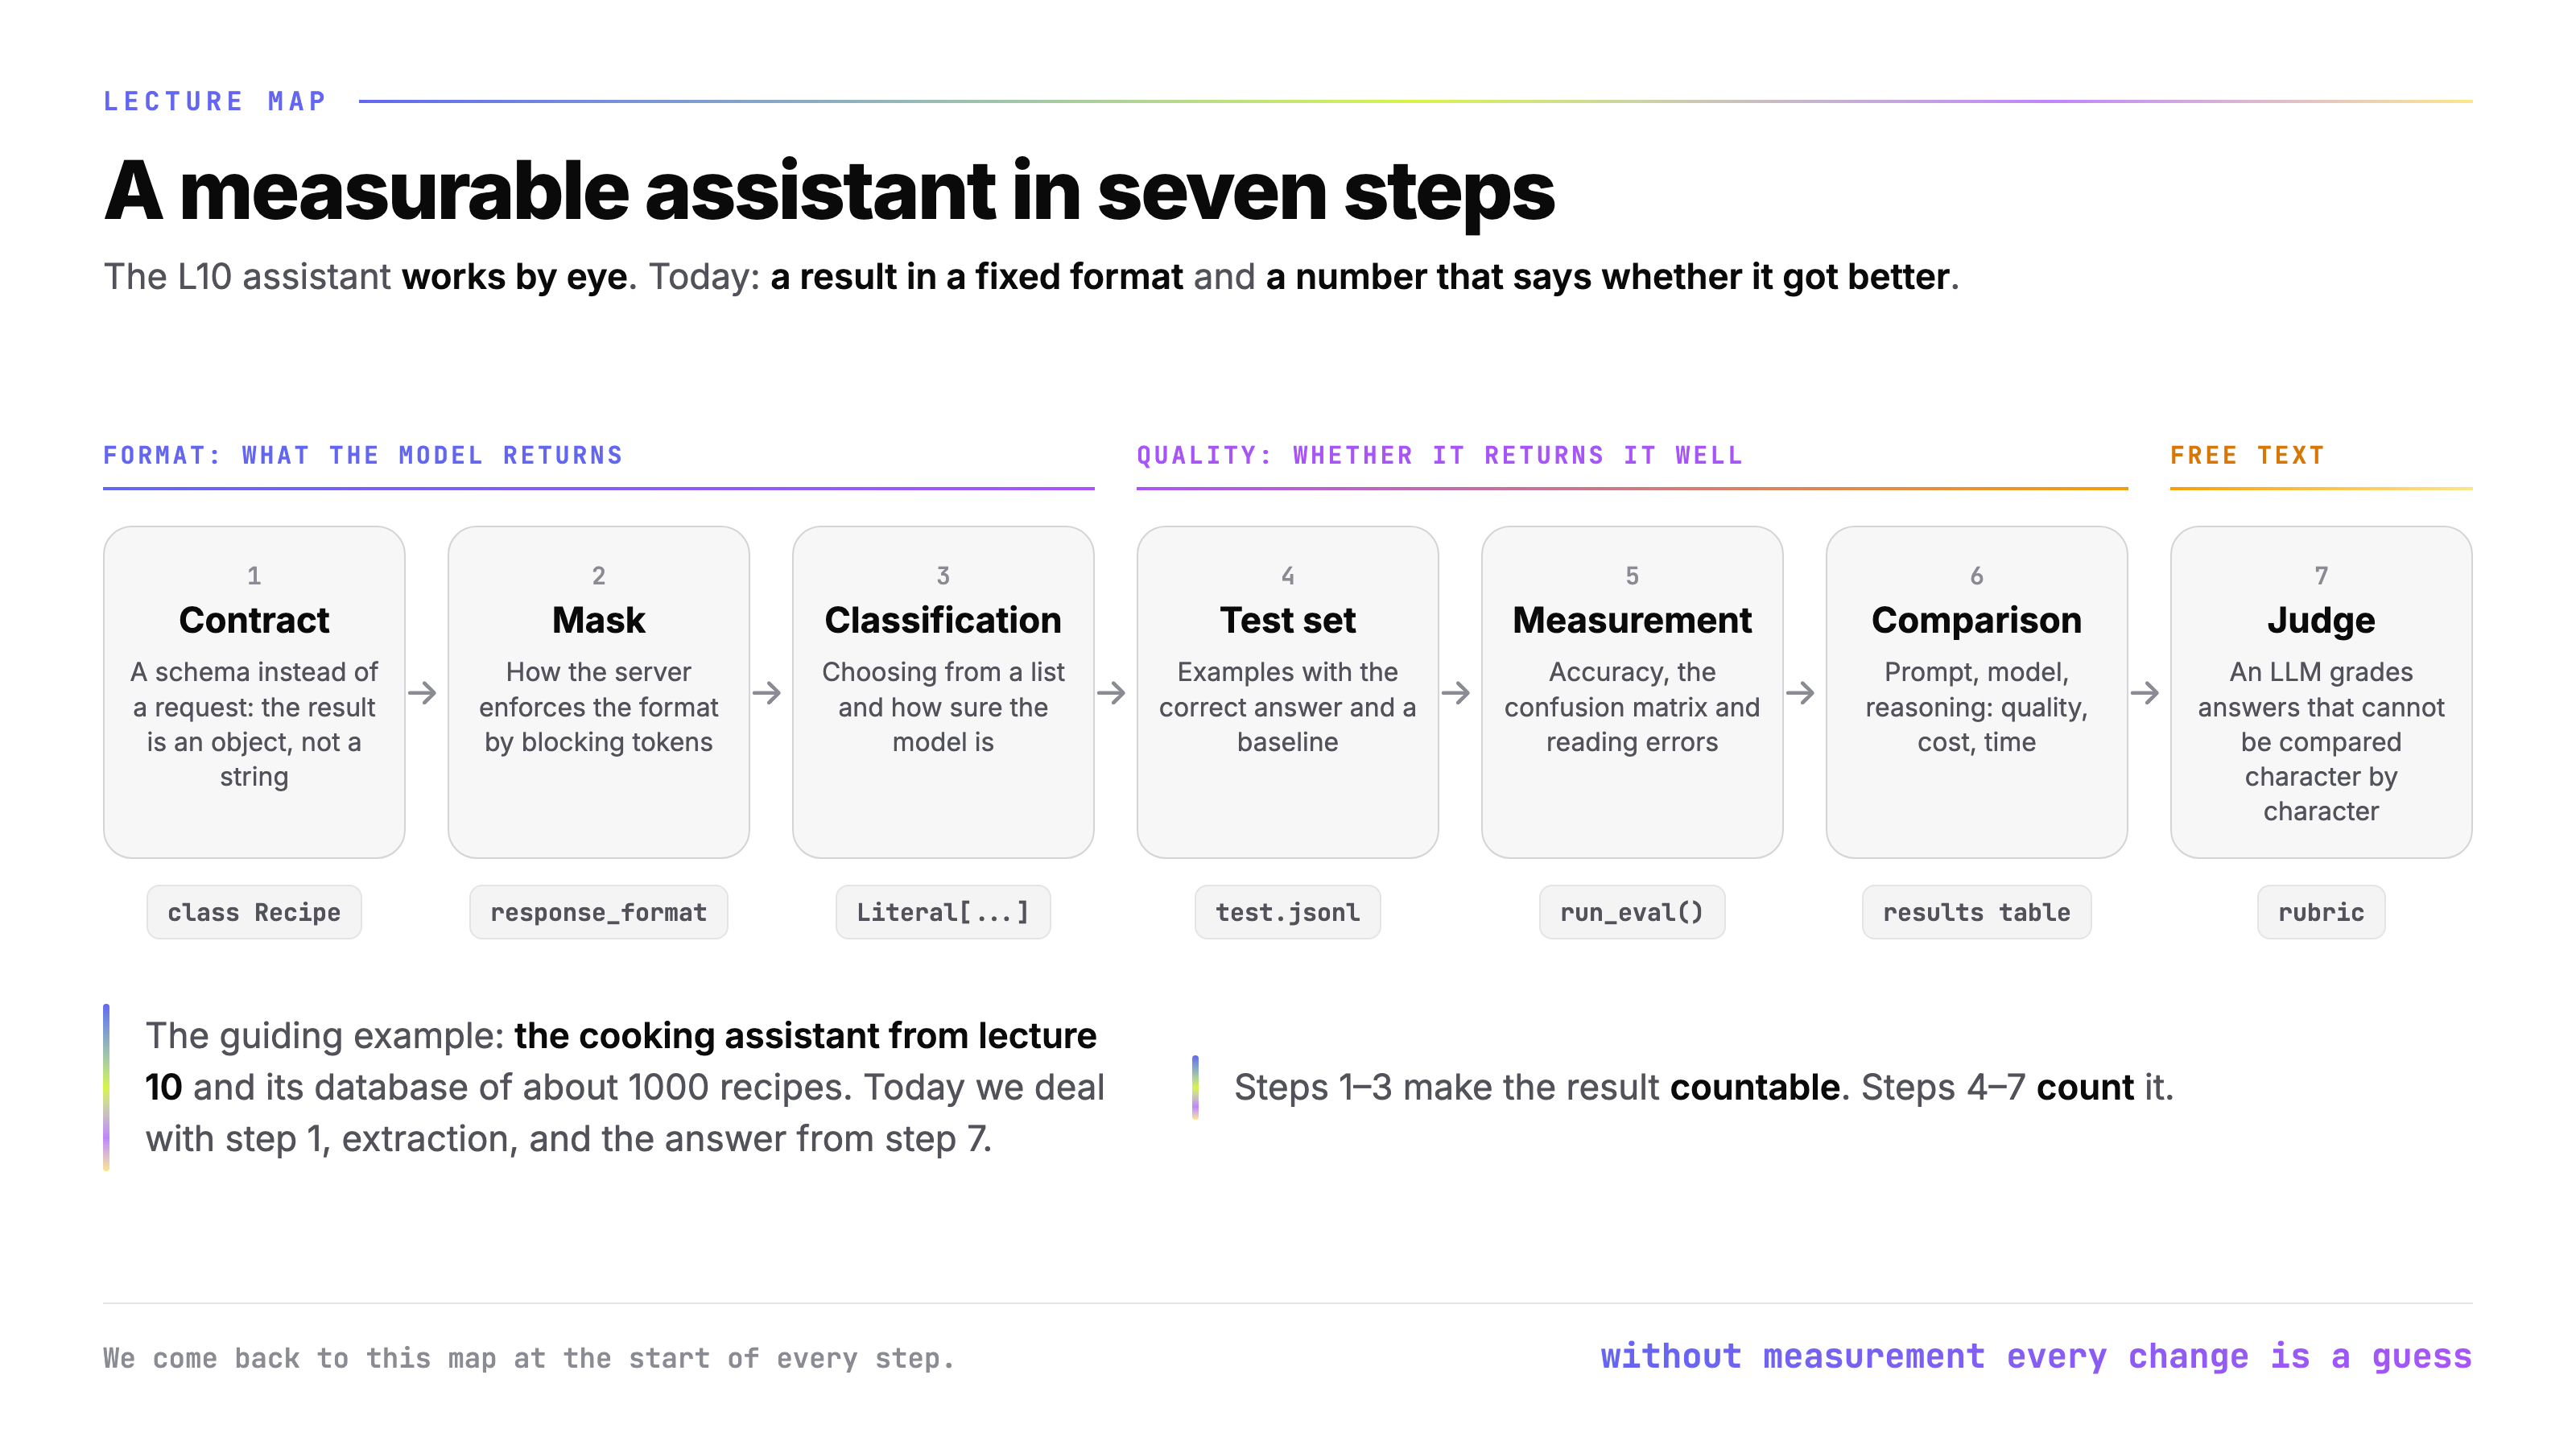 LECTURE MAP
A measurable assistant in seven steps
The L10 assistant works by eye. Today: a result in a fixed format and a number that says whether it got better.
FORMAT: WHAT THE MODEL RETURNS
1
Contract
A schema instead of
a request: the result
is an object, not a
string
class Recipe
2
Mask
How the server
enforces the format
by blocking tokens
response_format
3
Classification
Choosing from a list
and how sure the
model is
Literal[...]
QUALITY: WHETHER IT RETURNS IT WELL
4
Test set
Examples with the
correct answer and a
baseline
test.jsonl
5
Measurement
Accuracy, the
confusion matrix and
reading errors
run_eval()
6
Comparison
Prompt, model,
reasoning: quality,
cost, time
results table
FREE TEXT
7
Judge
An LLM grades
answers that cannot
be compared
character by
character
rubric
The guiding example: the cooking assistant from lecture
10 and its database of about 1000 recipes. Today we deal
with step 1, extraction, and the answer from step 7.
Steps 1–3 make the result countable. Steps 4–7 count it.
We come back to this map at the start of every step.
without measurement every change is a guess